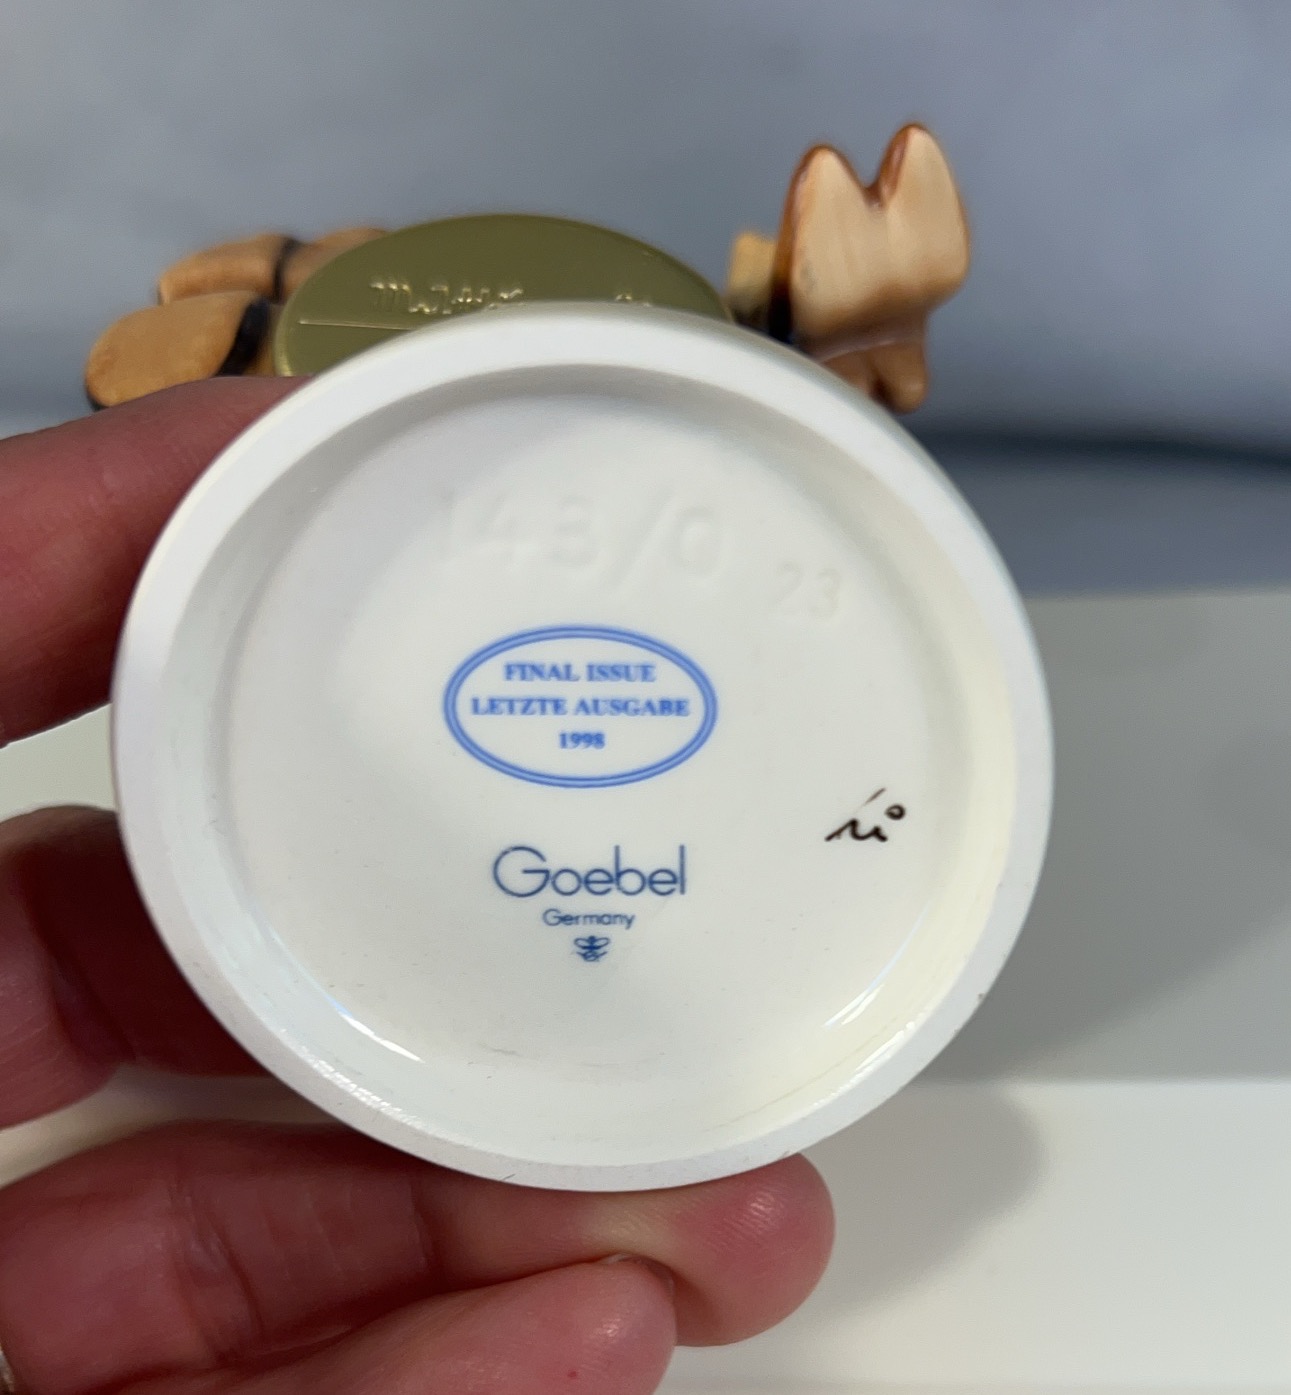 143/0 23
FINAL ISSUE
LETZTE AUSGABE
1998
Goebel
Germany